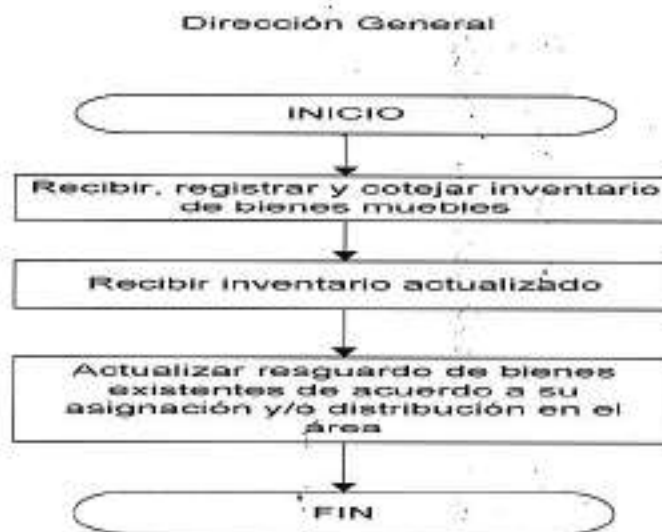 Dirección General
INICIO
Recibir, registrar y cotejar inventario
de bienes muebles
Recibir inventario actualizado
Actualizar resguardo de bienes
existentes de acuerdo a su
asignación y/o distribución en el
área
FIN